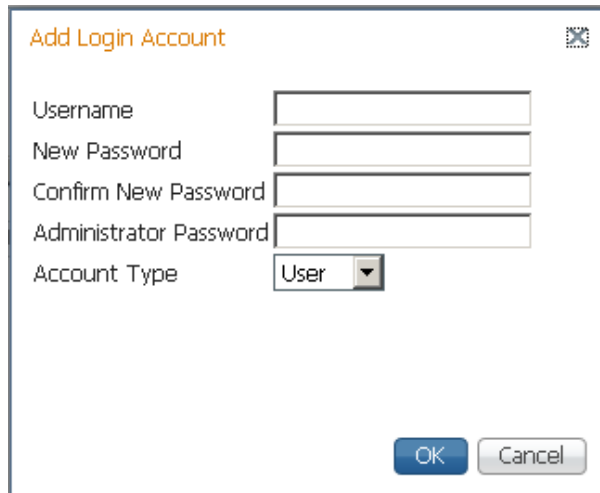 Add Login Account
Username
New Password
Confirm New Password
Administrator Password
Account Type User
OK Cancel